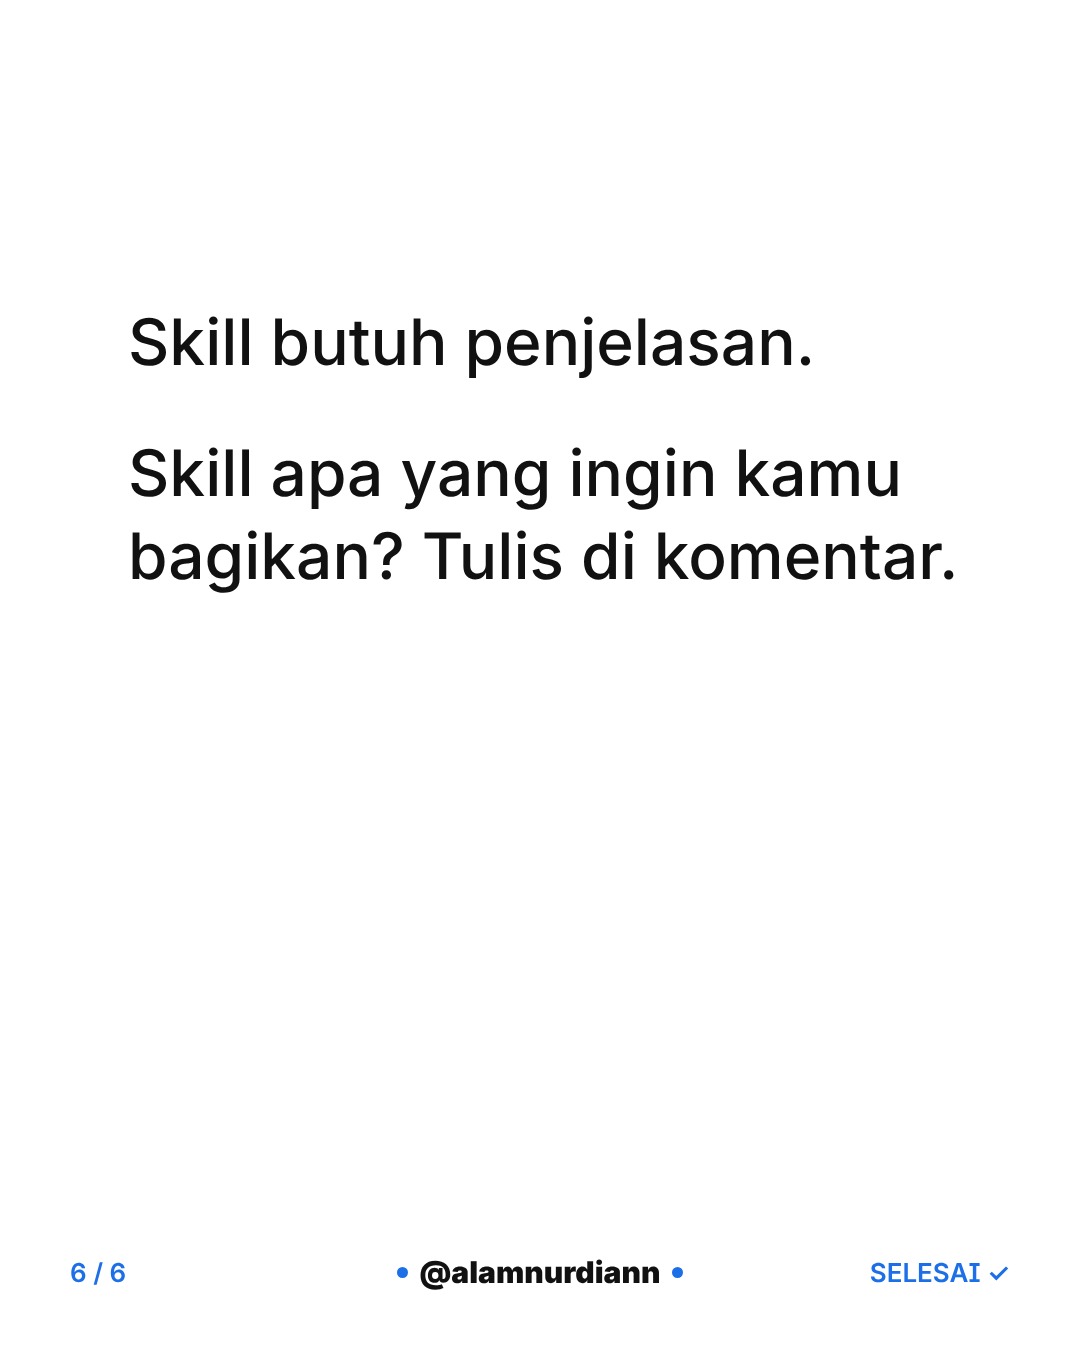 Skill butuh penjelasan.
Skill apa yang ingin kamu
bagikan? Tulis di komentar.
6 / 6
• @alamnurdiann •
SELESAI ✓